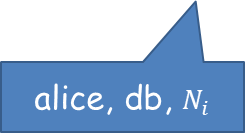 alice, db, Nᵢ